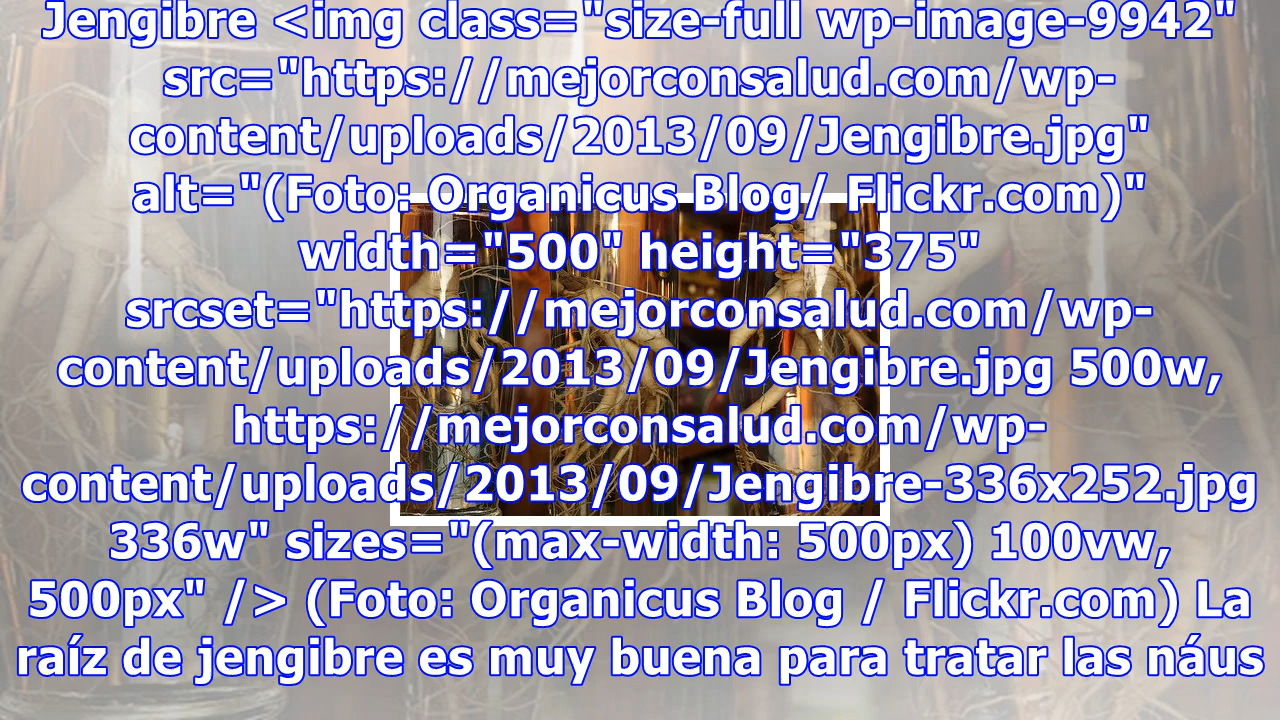 Jengibre <img class="size-full wp-image-9942"
src="https://mejorconsalud.com/wp-
content/uploads/2013/09/Jengibre.jpg"
alt="(Foto: Organicus Blog/ Flickr.com)"
width="500" height="375"
srcset="https://mejorconsalud.com/wp-
content/uploads/2013/09/Jengibre.jpg 500w,
https://mejorconsalud.com/wp-
content/uploads/2013/09/Jengibre-336x252.jpg
336w" sizes="(max-width: 500px) 100vw,
500px" /> (Foto: Organicus Blog / Flickr.com) La
raíz de jengibre es muy buena para tratar las náus